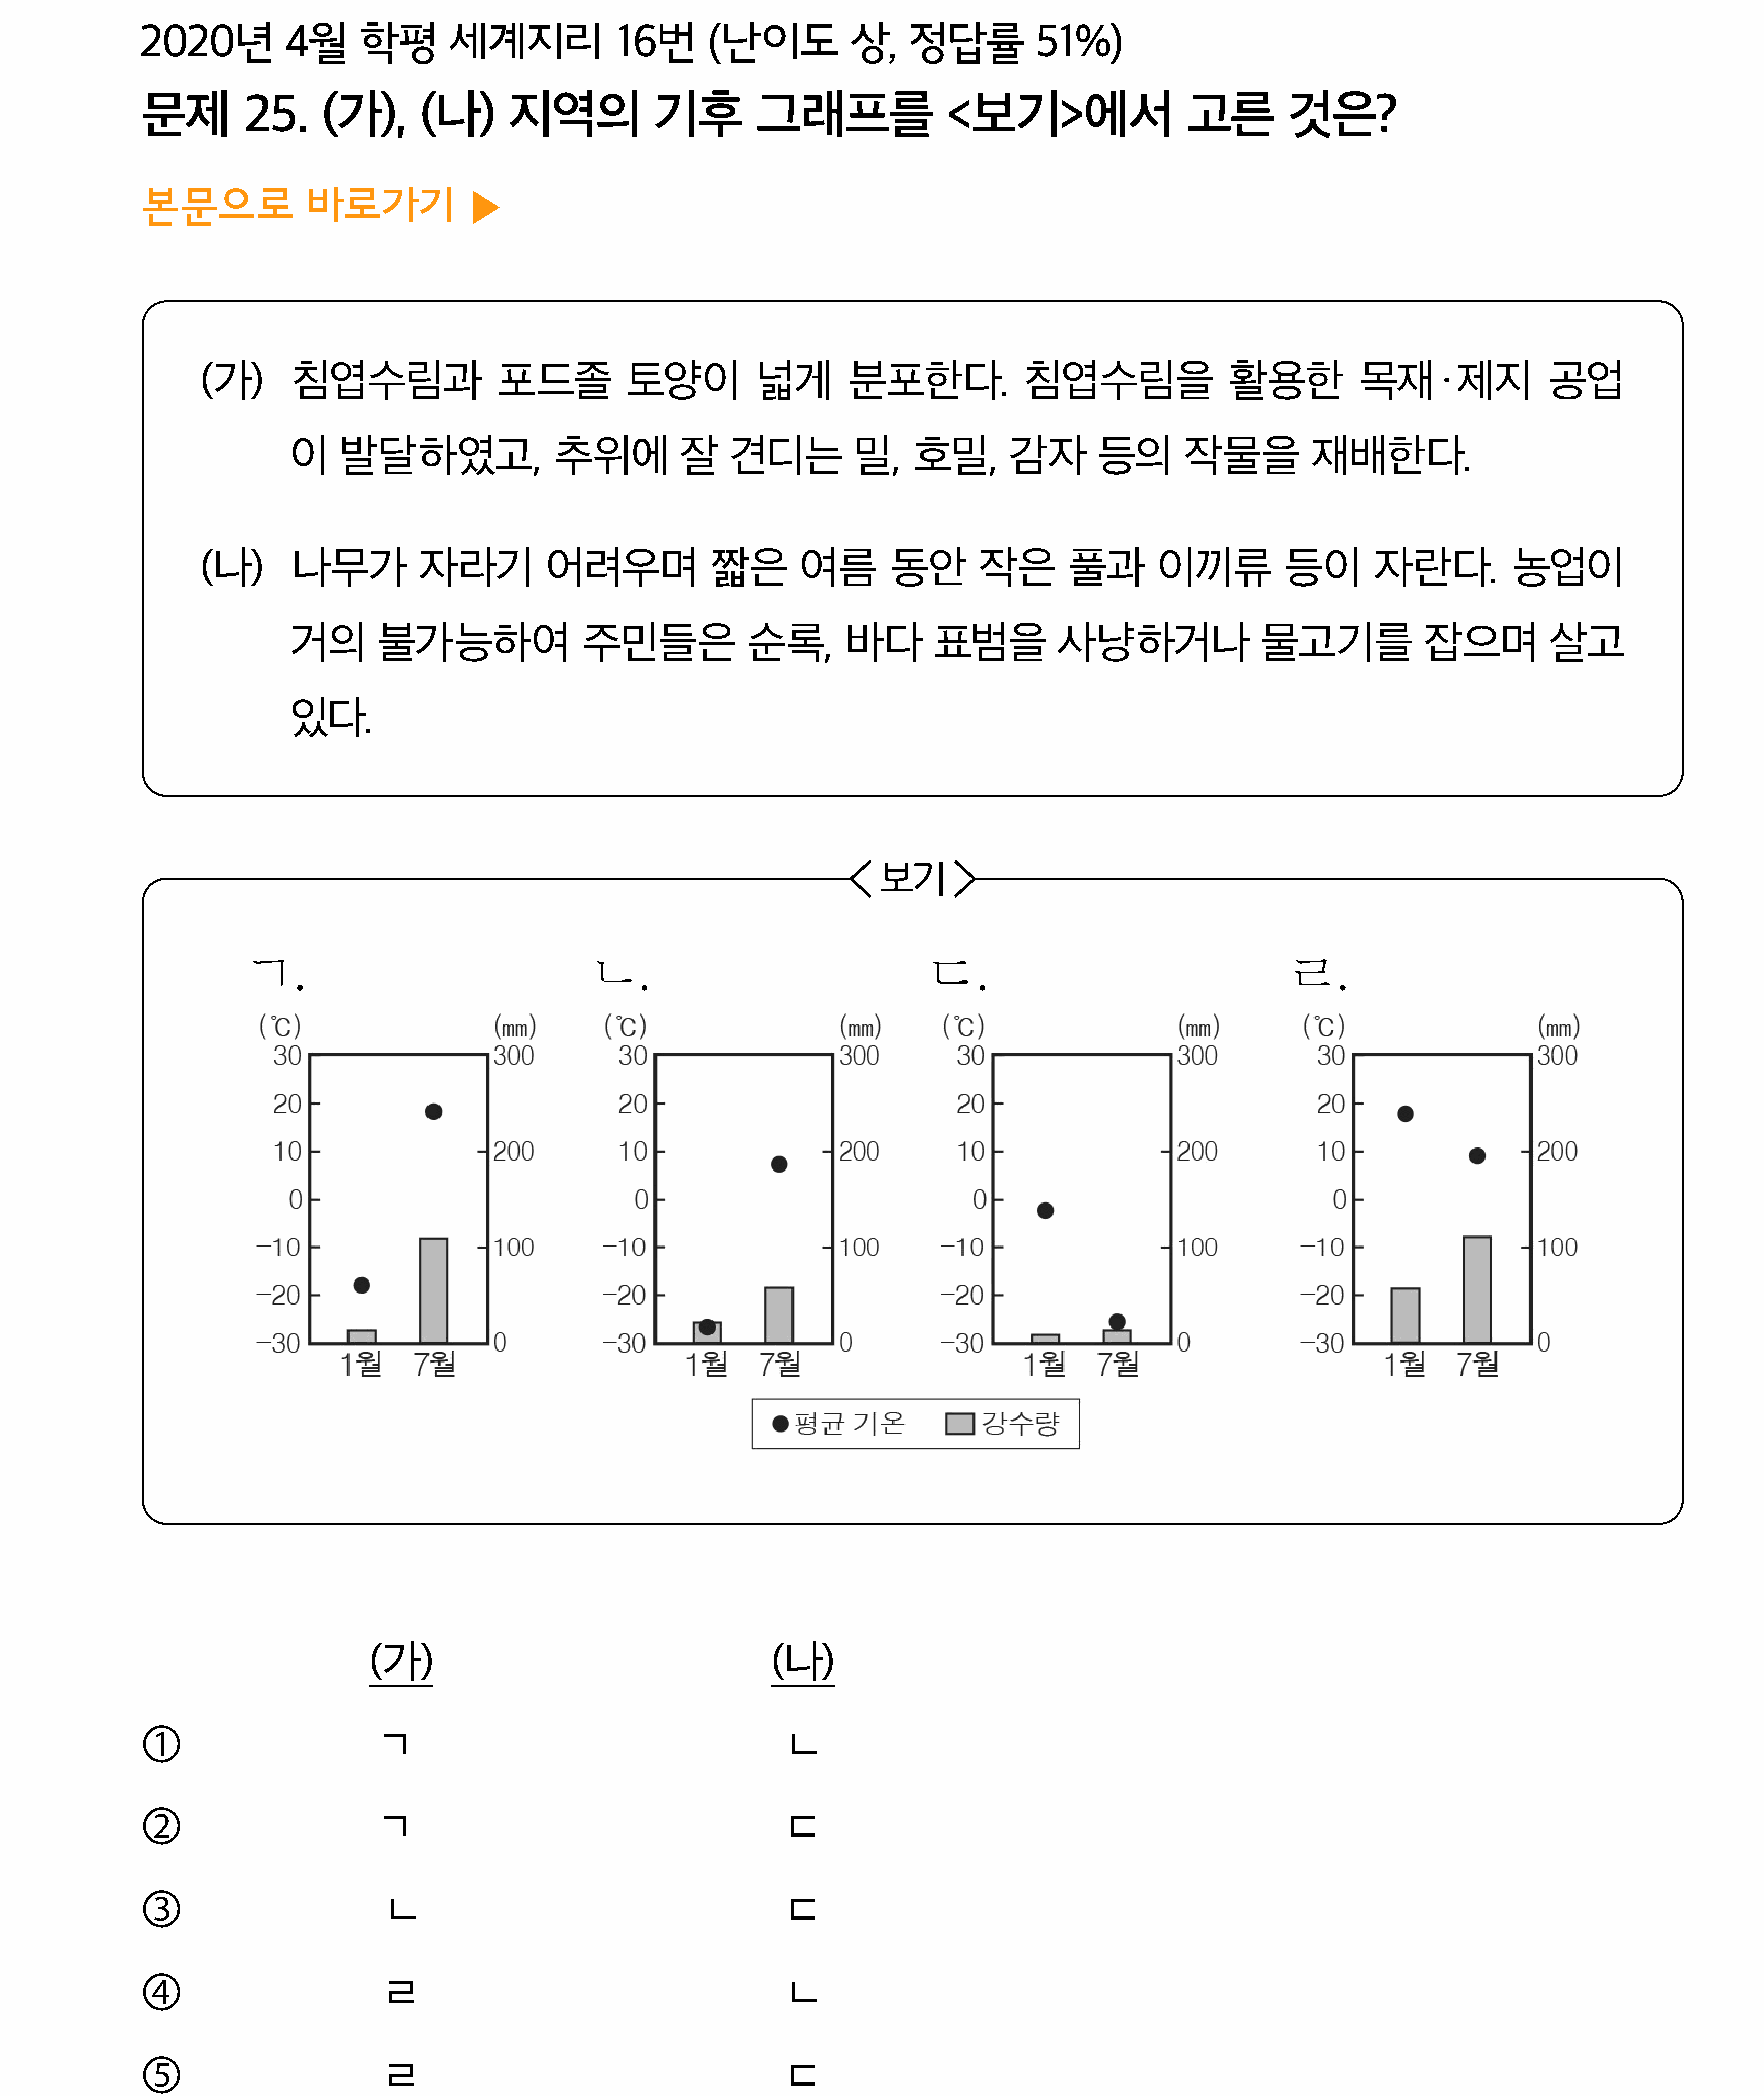 2020년 4월 학평 세계지리 16번 (난이도 상, 정답률 51%)
문제 25. (가), (나) 지역의 기후 그래프를 <보기>에서 고른 것은?
본문으로 바로가기 ▶
(가) 침엽수림과 포드졸 토양이 넓게 분포한다. 침엽수림을 활용한 목재·제지 공업
이 발달하였고, 추위에 잘 견디는 밀, 호밀, 감자 등의 작물을 재배한다.
(나) 나무가 자라기 어려우며 짧은 여름 동안 작은 풀과 이끼류 등이 자란다. 농업이
거의 불가능하여 주민들은 순록, 바다 표범을 사냥하거나 물고기를 잡으며 살고
있다.
<보기>
ㄱ. ㄴ. ㄷ. ㄹ.
(℃) (㎜) (℃) (㎜) (℃) (㎜) (℃) (㎜)
30 300 30 300 30 300 30 300
20 20 20 20
10 200 10 200 10 200 10 200
0 0 0 0
-10 100 -10 100 -10 100 -10 100
-20 -20 -20 -20
-30 0 -30 0 -30 0 -30 0
1월 7월 1월 7월 1월 7월 1월 7월
●평균 기온 강수량
(가) (나)
① ㄱ ㄴ
② ㄱ ㄷ
③ ㄴ ㄷ
④ ㄹ ㄴ
⑤ ㄹ ㄷ